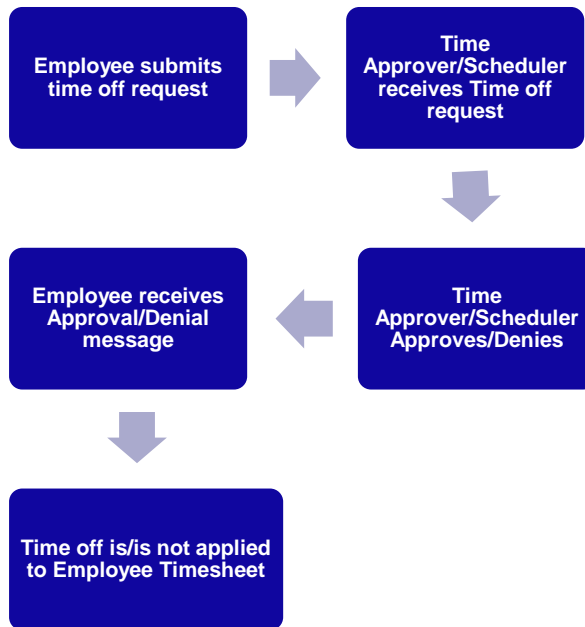 Employee submits
time off request
Time
Approver/Scheduler
receives Time off
request
Time
Approver/Scheduler
Approves/Denies
Employee receives
Approval/Denial
message
Time off is/is not applied
to Employee Timesheet